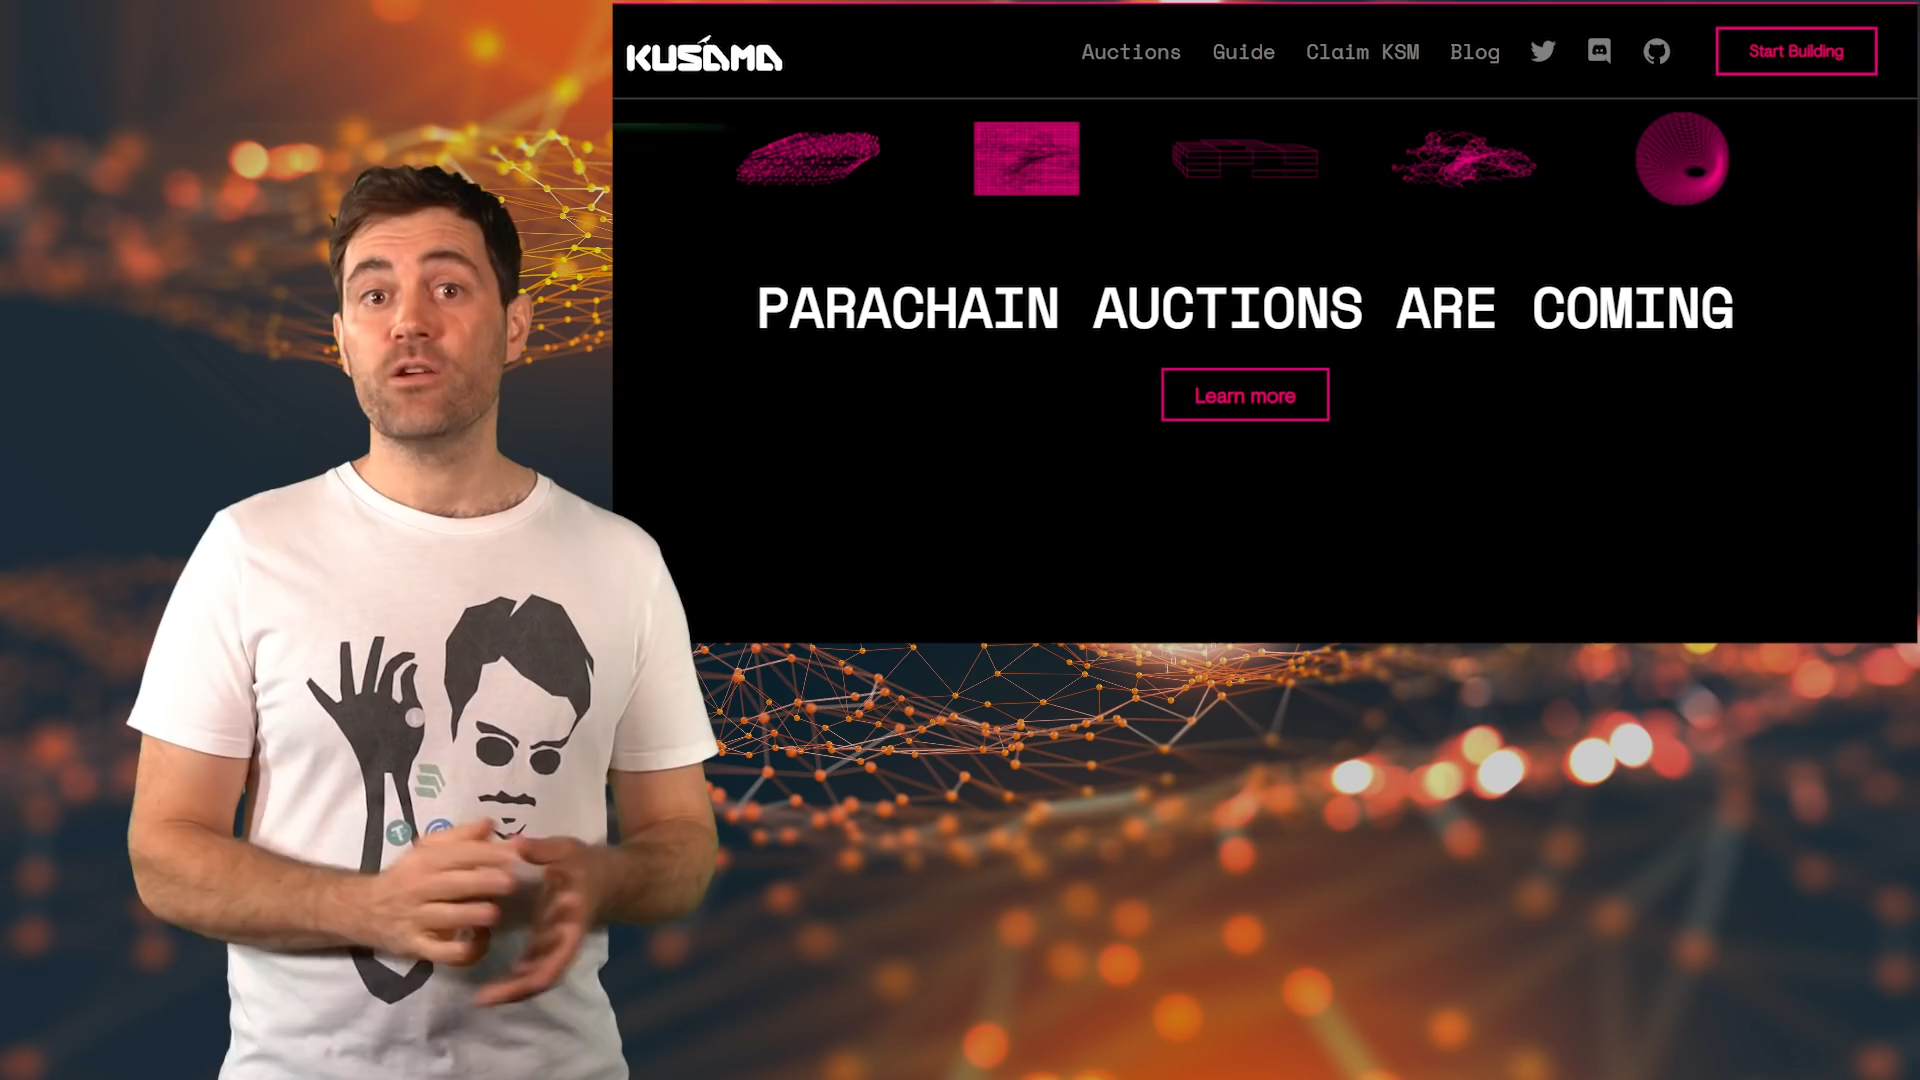 KUSAMA
Auctions Guide Claim KSM Blog Start Building
PARACHAIN AUCTIONS ARE COMING
Learn more